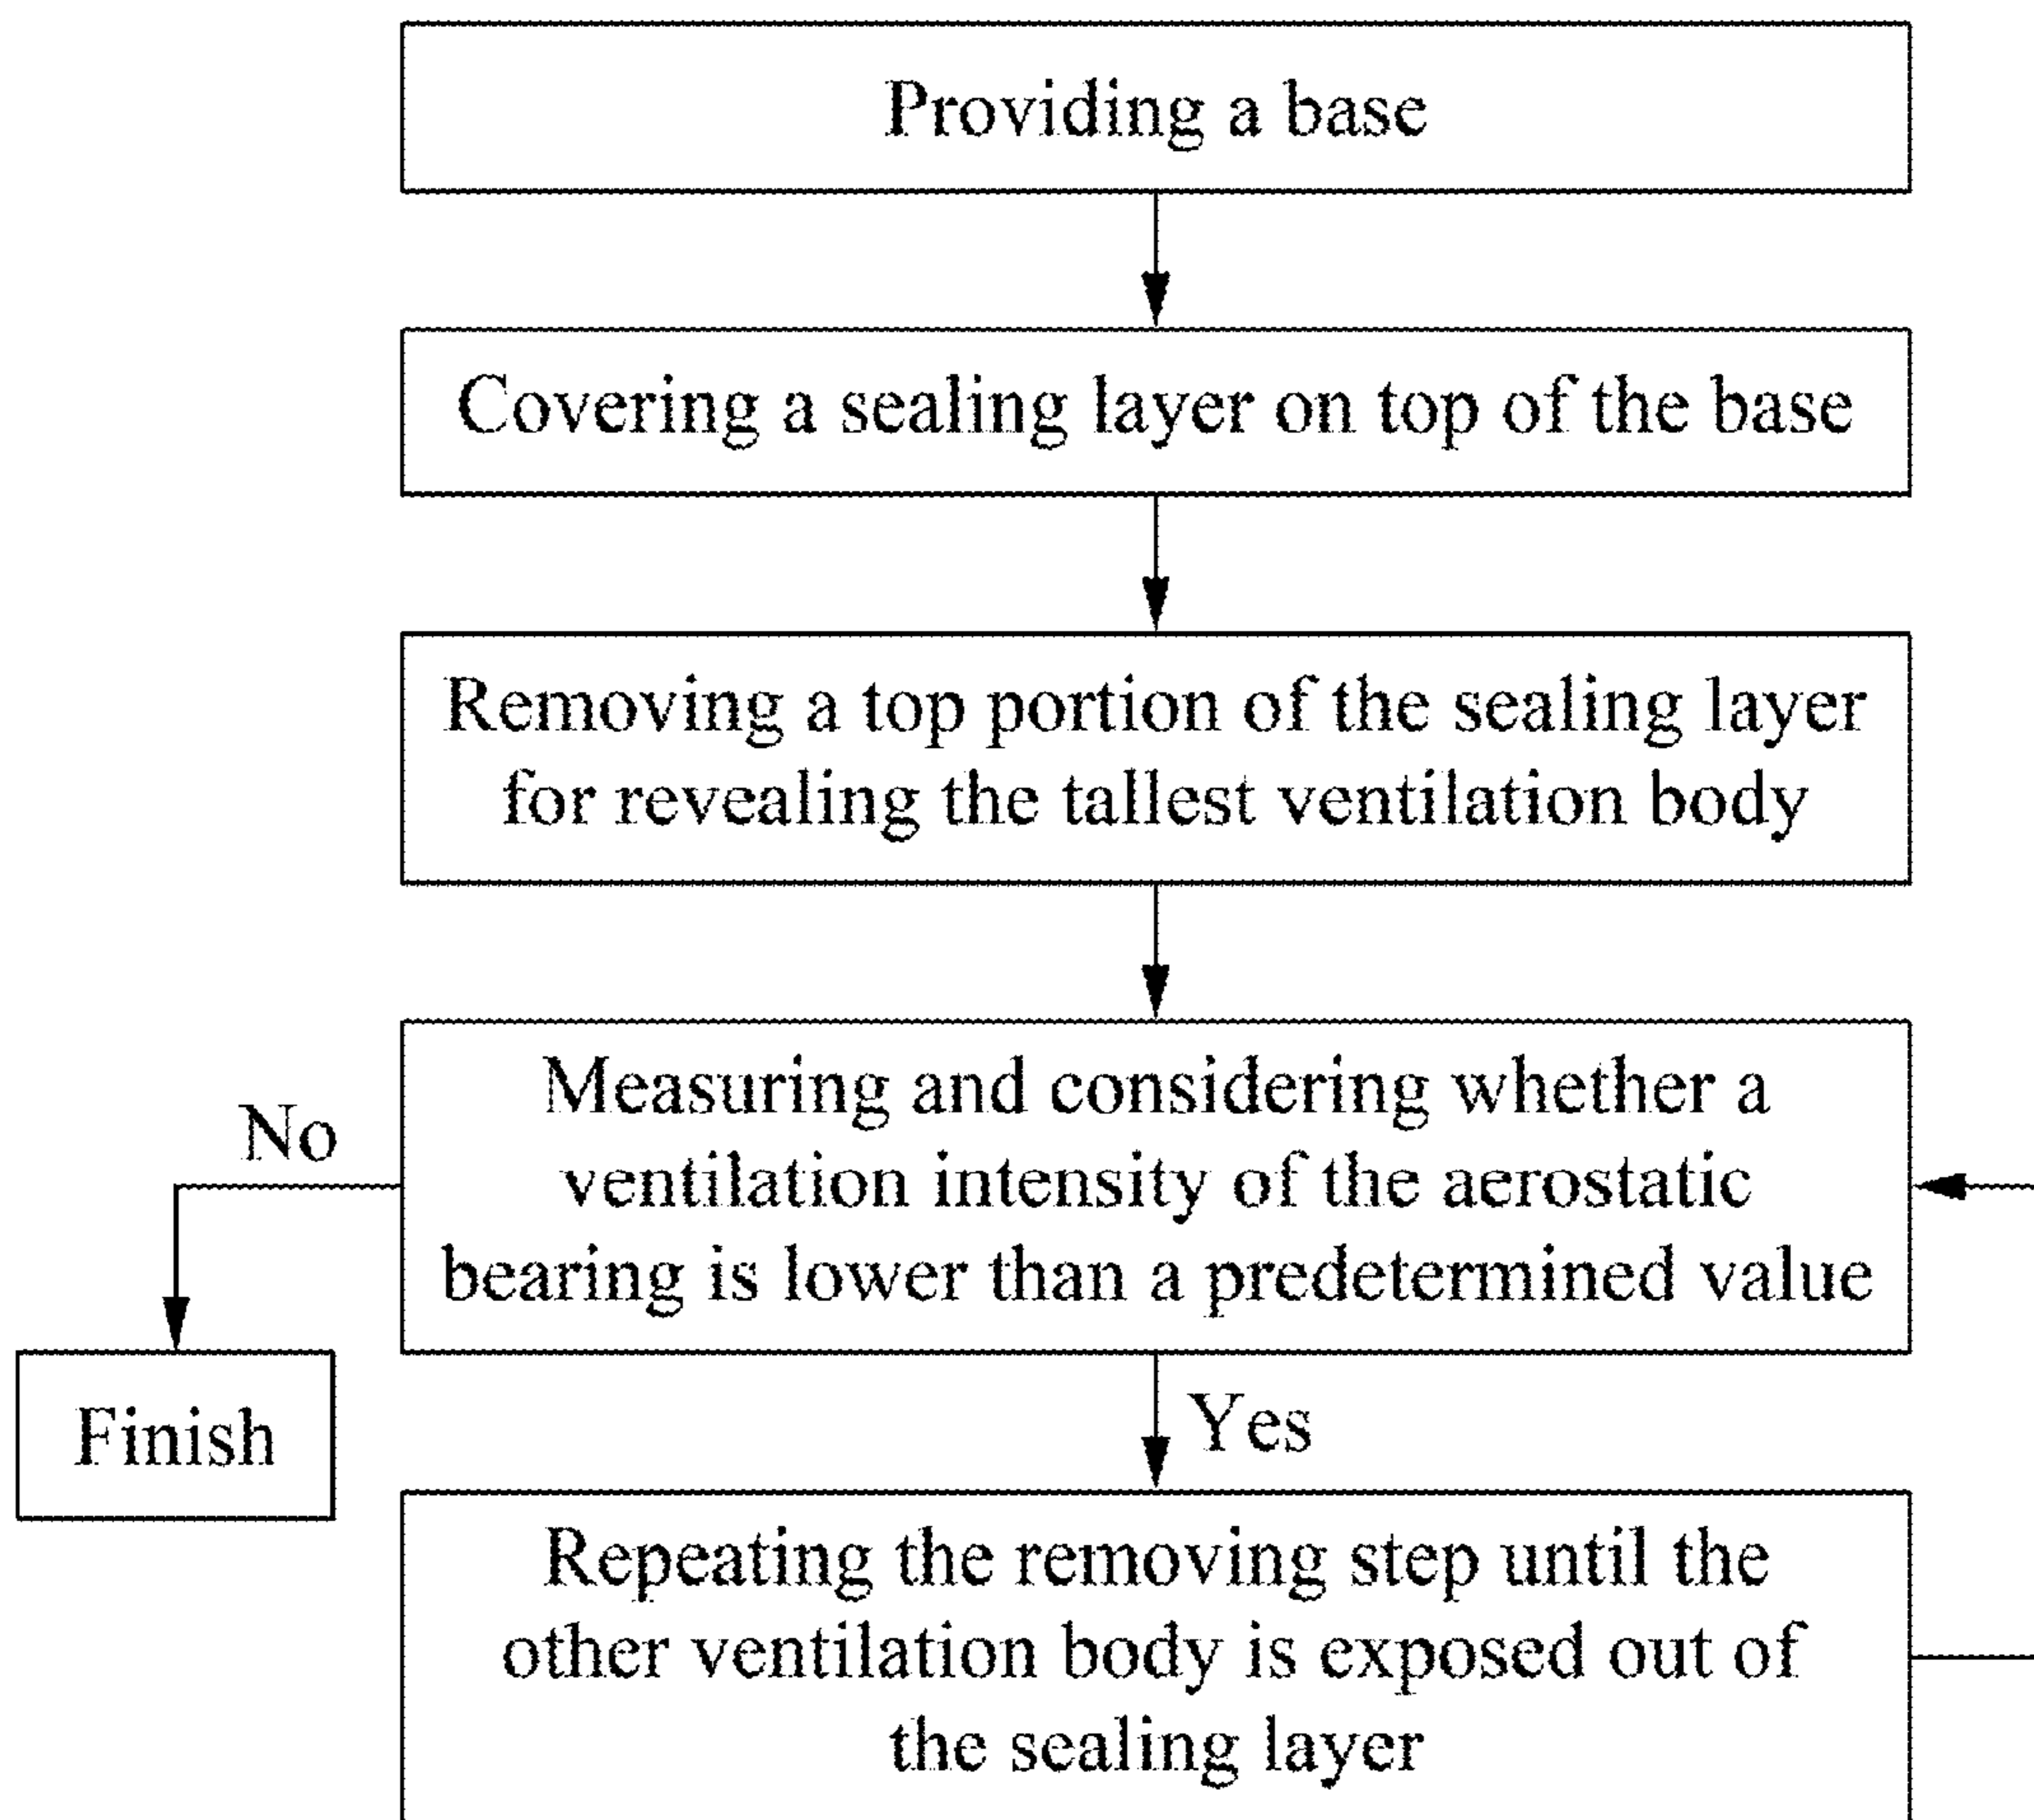 Providing a base
Covering a sealing layer on top of the base
Removing a top portion of the sealing layer
for revealing the tallest ventilation body
Measuring and considering whether a
ventilation intensity of the aerostatic
bearing is lower than a predetermined value
No
Finish
Yes
Repeating the removing step until the
other ventilation body is exposed out of
the sealing layer